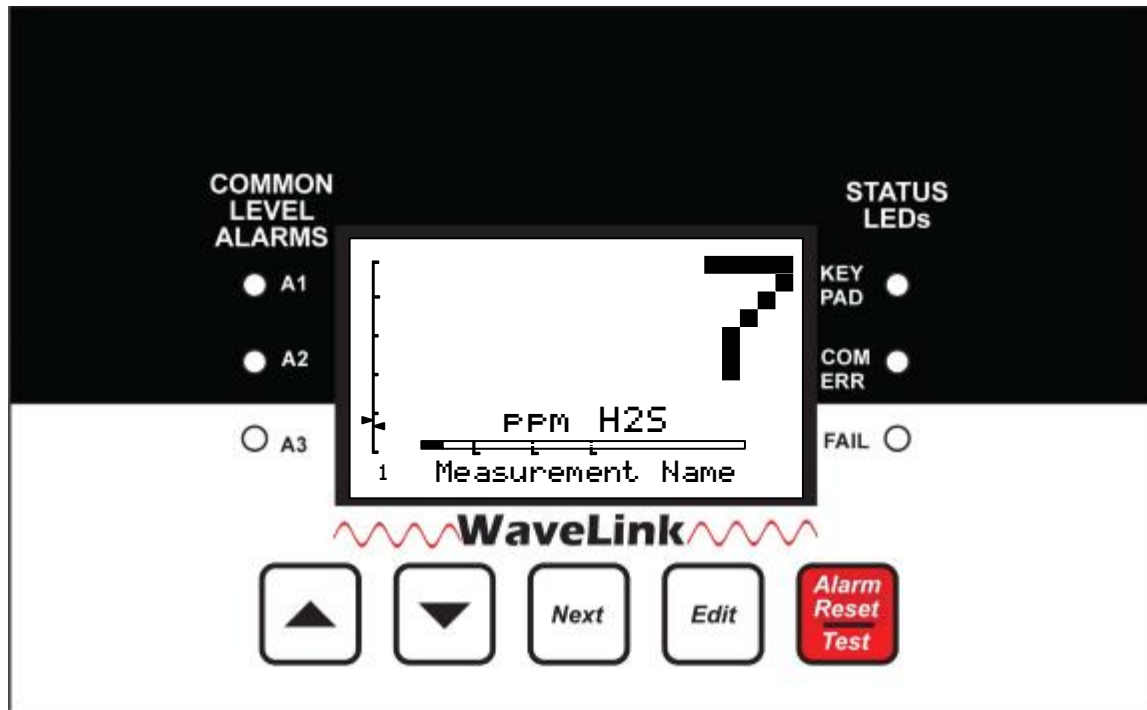 COMMON
LEVEL
ALARMS
A1
A2
A3
7
ppm H2S
1
Measurement Name
STATUS
LEDs
KEY
PAD
COM
ERR
FAIL
WaveLink
Next
Edit
Alarm
Reset
Test